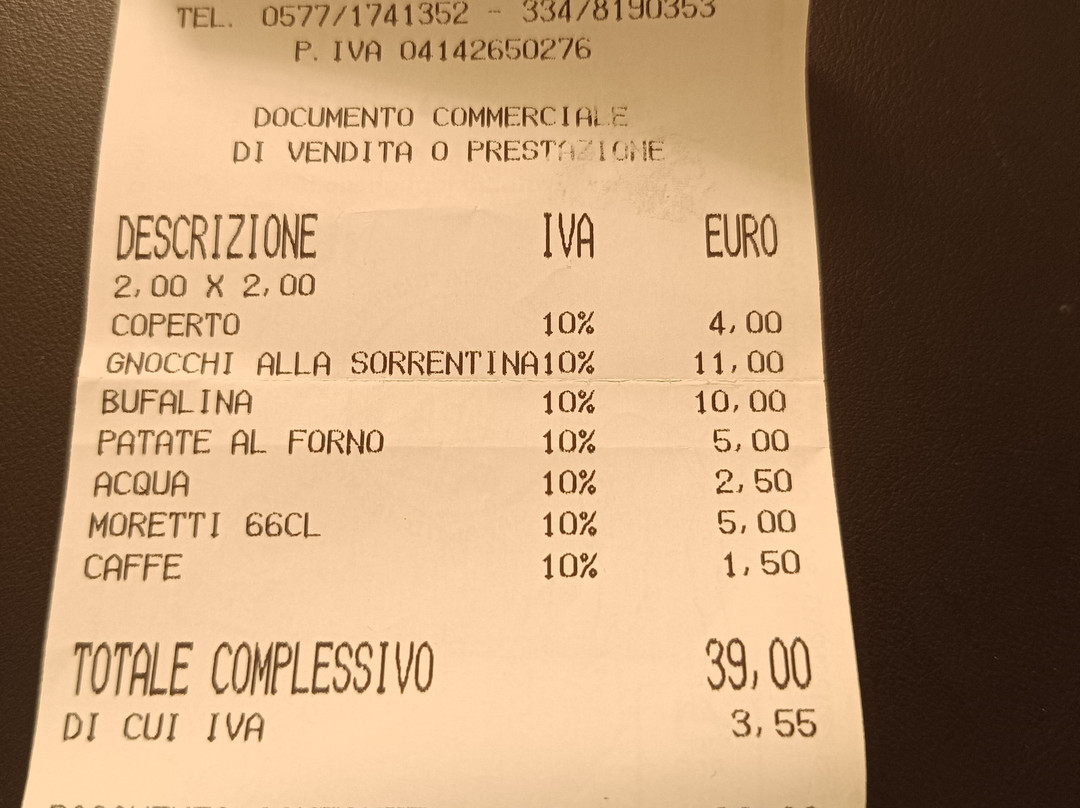 TEL. 0577/1741352 - 334/8190353
P. IVA 04142650276
DOCUMENTO COMMERCIALE
DI VENDITA O PRESTAZIONE
DESCRIZIONE IVA EURO
2,00 X 2,00
COPERTO 10% 4,00
GNOCCHI ALLA SORRENTINA10% 11,00
BUFALINA 10% 10,00
PATATE AL FORNO 10% 5,00
ACQUA 10% 2,50
MORETTI 66CL 10% 5,00
CAFFE 10% 1,50
TOTALE COMPLESSIVO 39,00
DI CUI IVA 3,55